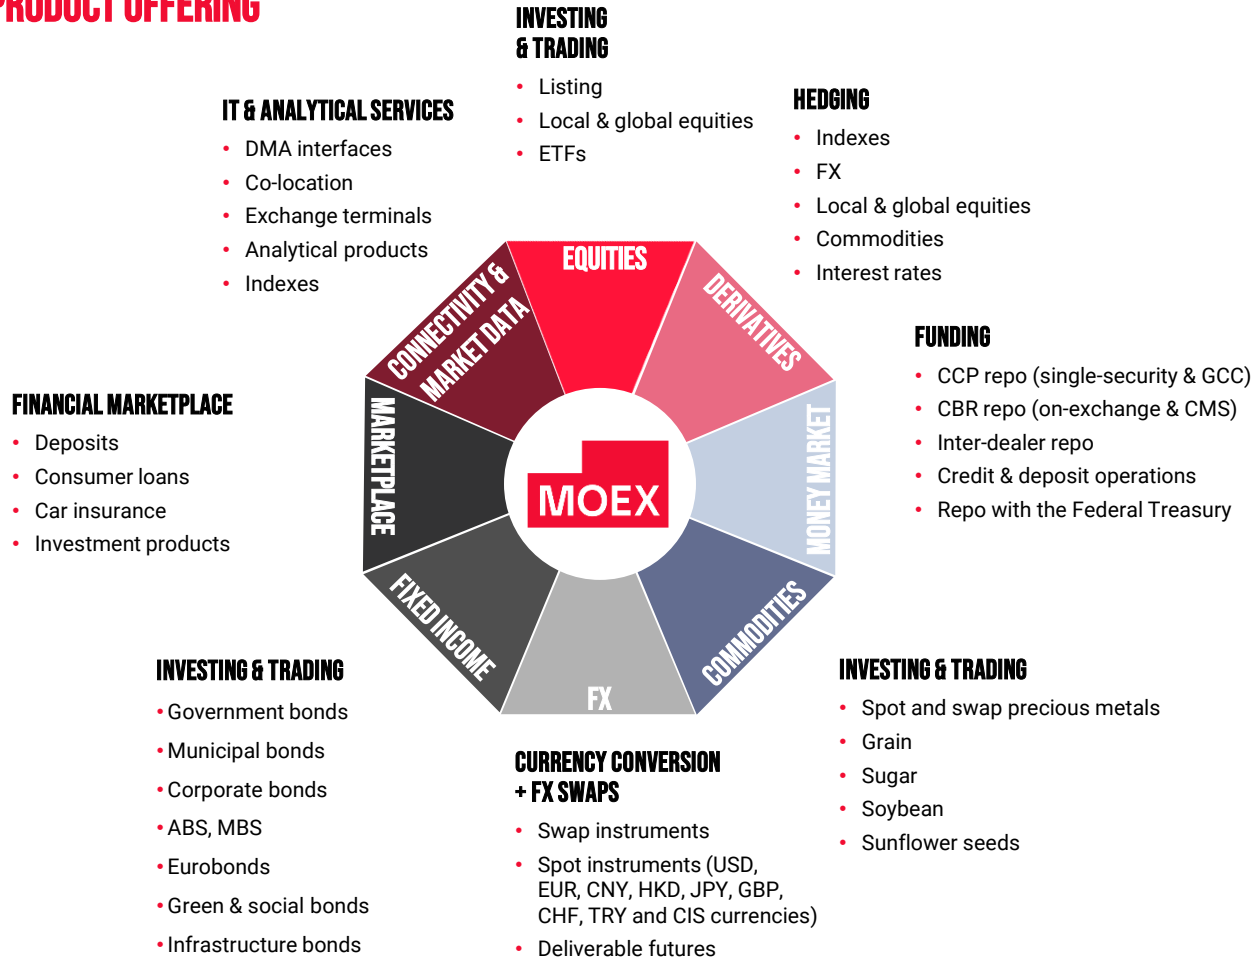 PRODUCT OFFERING
INVESTING
& TRADING
• Listing
• Local & global equities
• ETFs
HEDGING
• Indexes
• FX
• Local & global equities
• Commodities
• Interest rates
IT & ANALYTICAL SERVICES
• DMA interfaces
• Co-location
• Exchange terminals
• Analytical products
• Indexes
FUNDING
• CCP repo (single-security & GCC)
• CBR repo (on-exchange & CMS)
• Inter-dealer repo
• Credit & deposit operations
• Repo with the Federal Treasury
FINANCIAL MARKETPLACE
• Deposits
• Consumer loans
• Car insurance
• Investment products
EQUITIES
DERIVATIVES
MONEY MARKET
COMMODITIES
FX
FIXED INCOME
MARKETPLACE
CONNECTIVITY &
MARKET DATA
MOEX
INVESTING & TRADING
• Government bonds
• Municipal bonds
• Corporate bonds
• ABS, MBS
• Eurobonds
• Green & social bonds
• Infrastructure bonds
CURRENCY CONVERSION
+ FX SWAPS
• Swap instruments
• Spot instruments (USD,
EUR, CNY, HKD, JPY, GBP,
CHF, TRY and CIS currencies)
• Deliverable futures
INVESTING & TRADING
• Spot and swap precious metals
• Grain
• Sugar
• Soybean
• Sunflower seeds